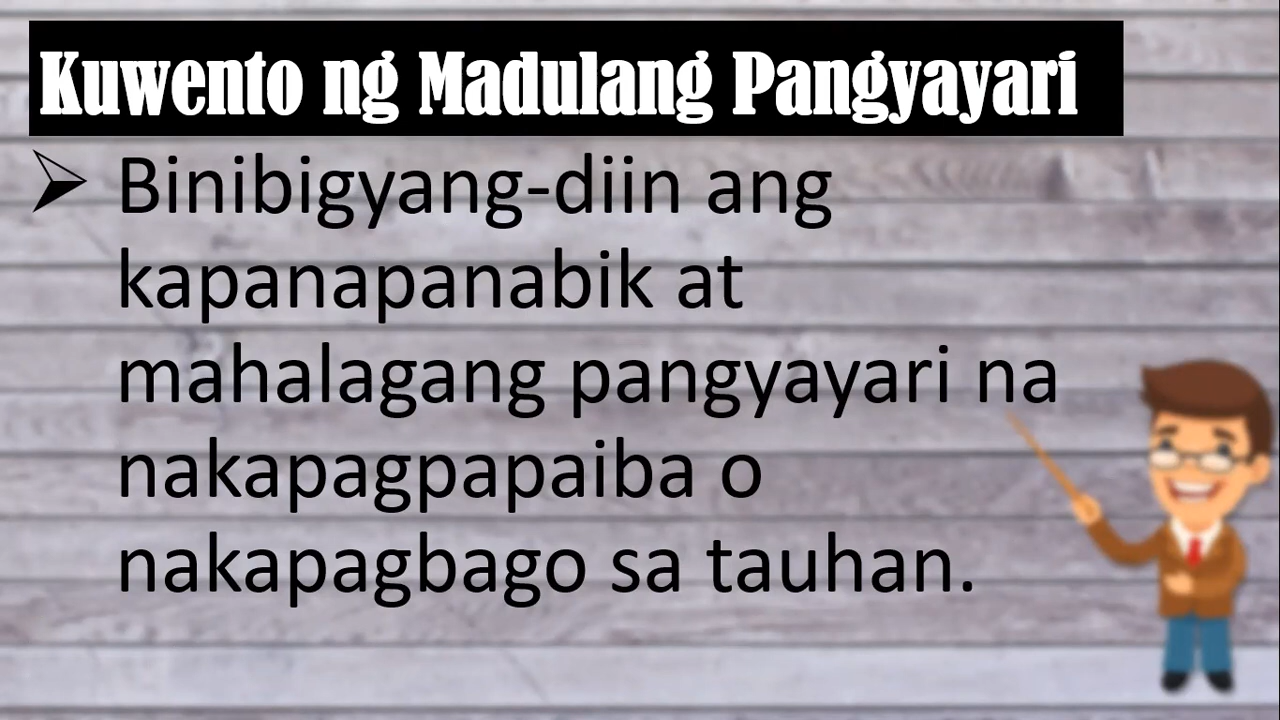 Kuwento ng Madulang Pangyayari
Binibigyang-diin ang
kapanapanabik at
mahalagang pangyayari na
nakapagpapaiba o
nakapagbago sa tauhan.